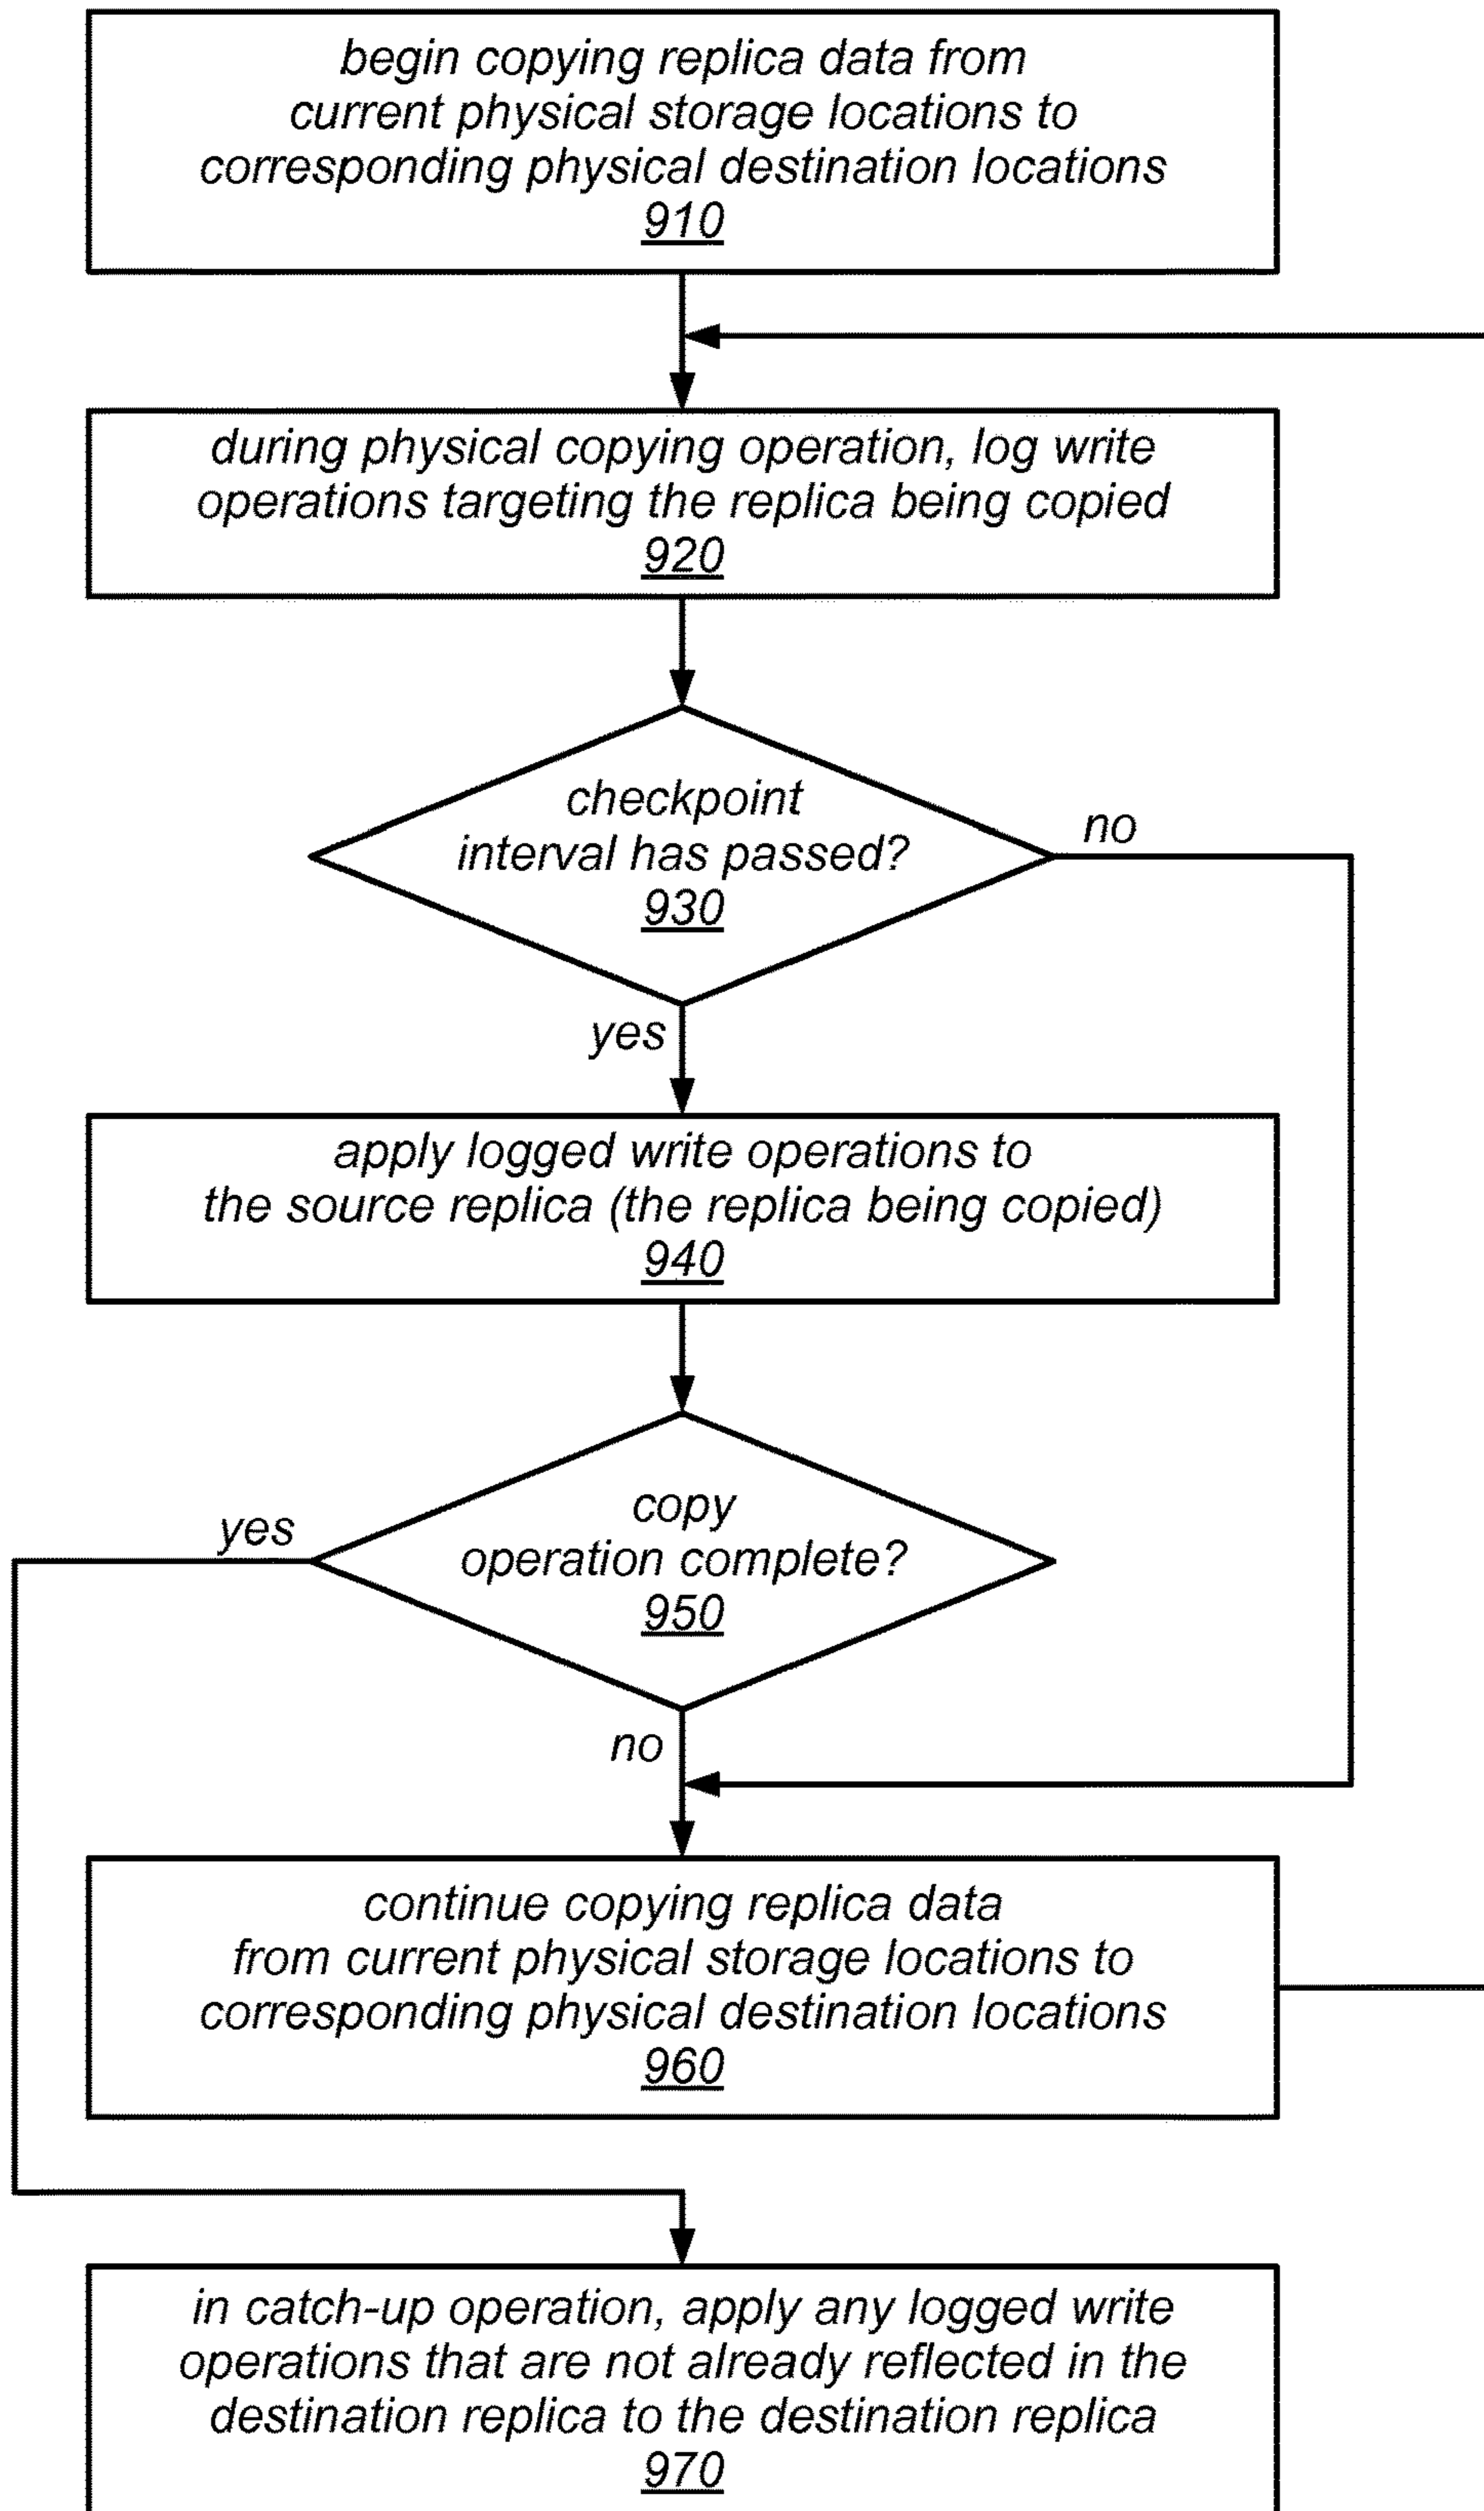 begin copying replica data from
current physical storage locations to
corresponding physical destination locations
910
during physical copying operation, log write
operations targeting the replica being copied
920
checkpoint
interval has passed?
930
no
yes
apply logged write operations to
the source replica (the replica being copied)
940
copy
operation complete?
950
yes
no
continue copying replica data
from current physical storage locations to
corresponding physical destination locations
960
in catch-up operation, apply any logged write
operations that are not already reflected in the
destination replica to the destination replica
970